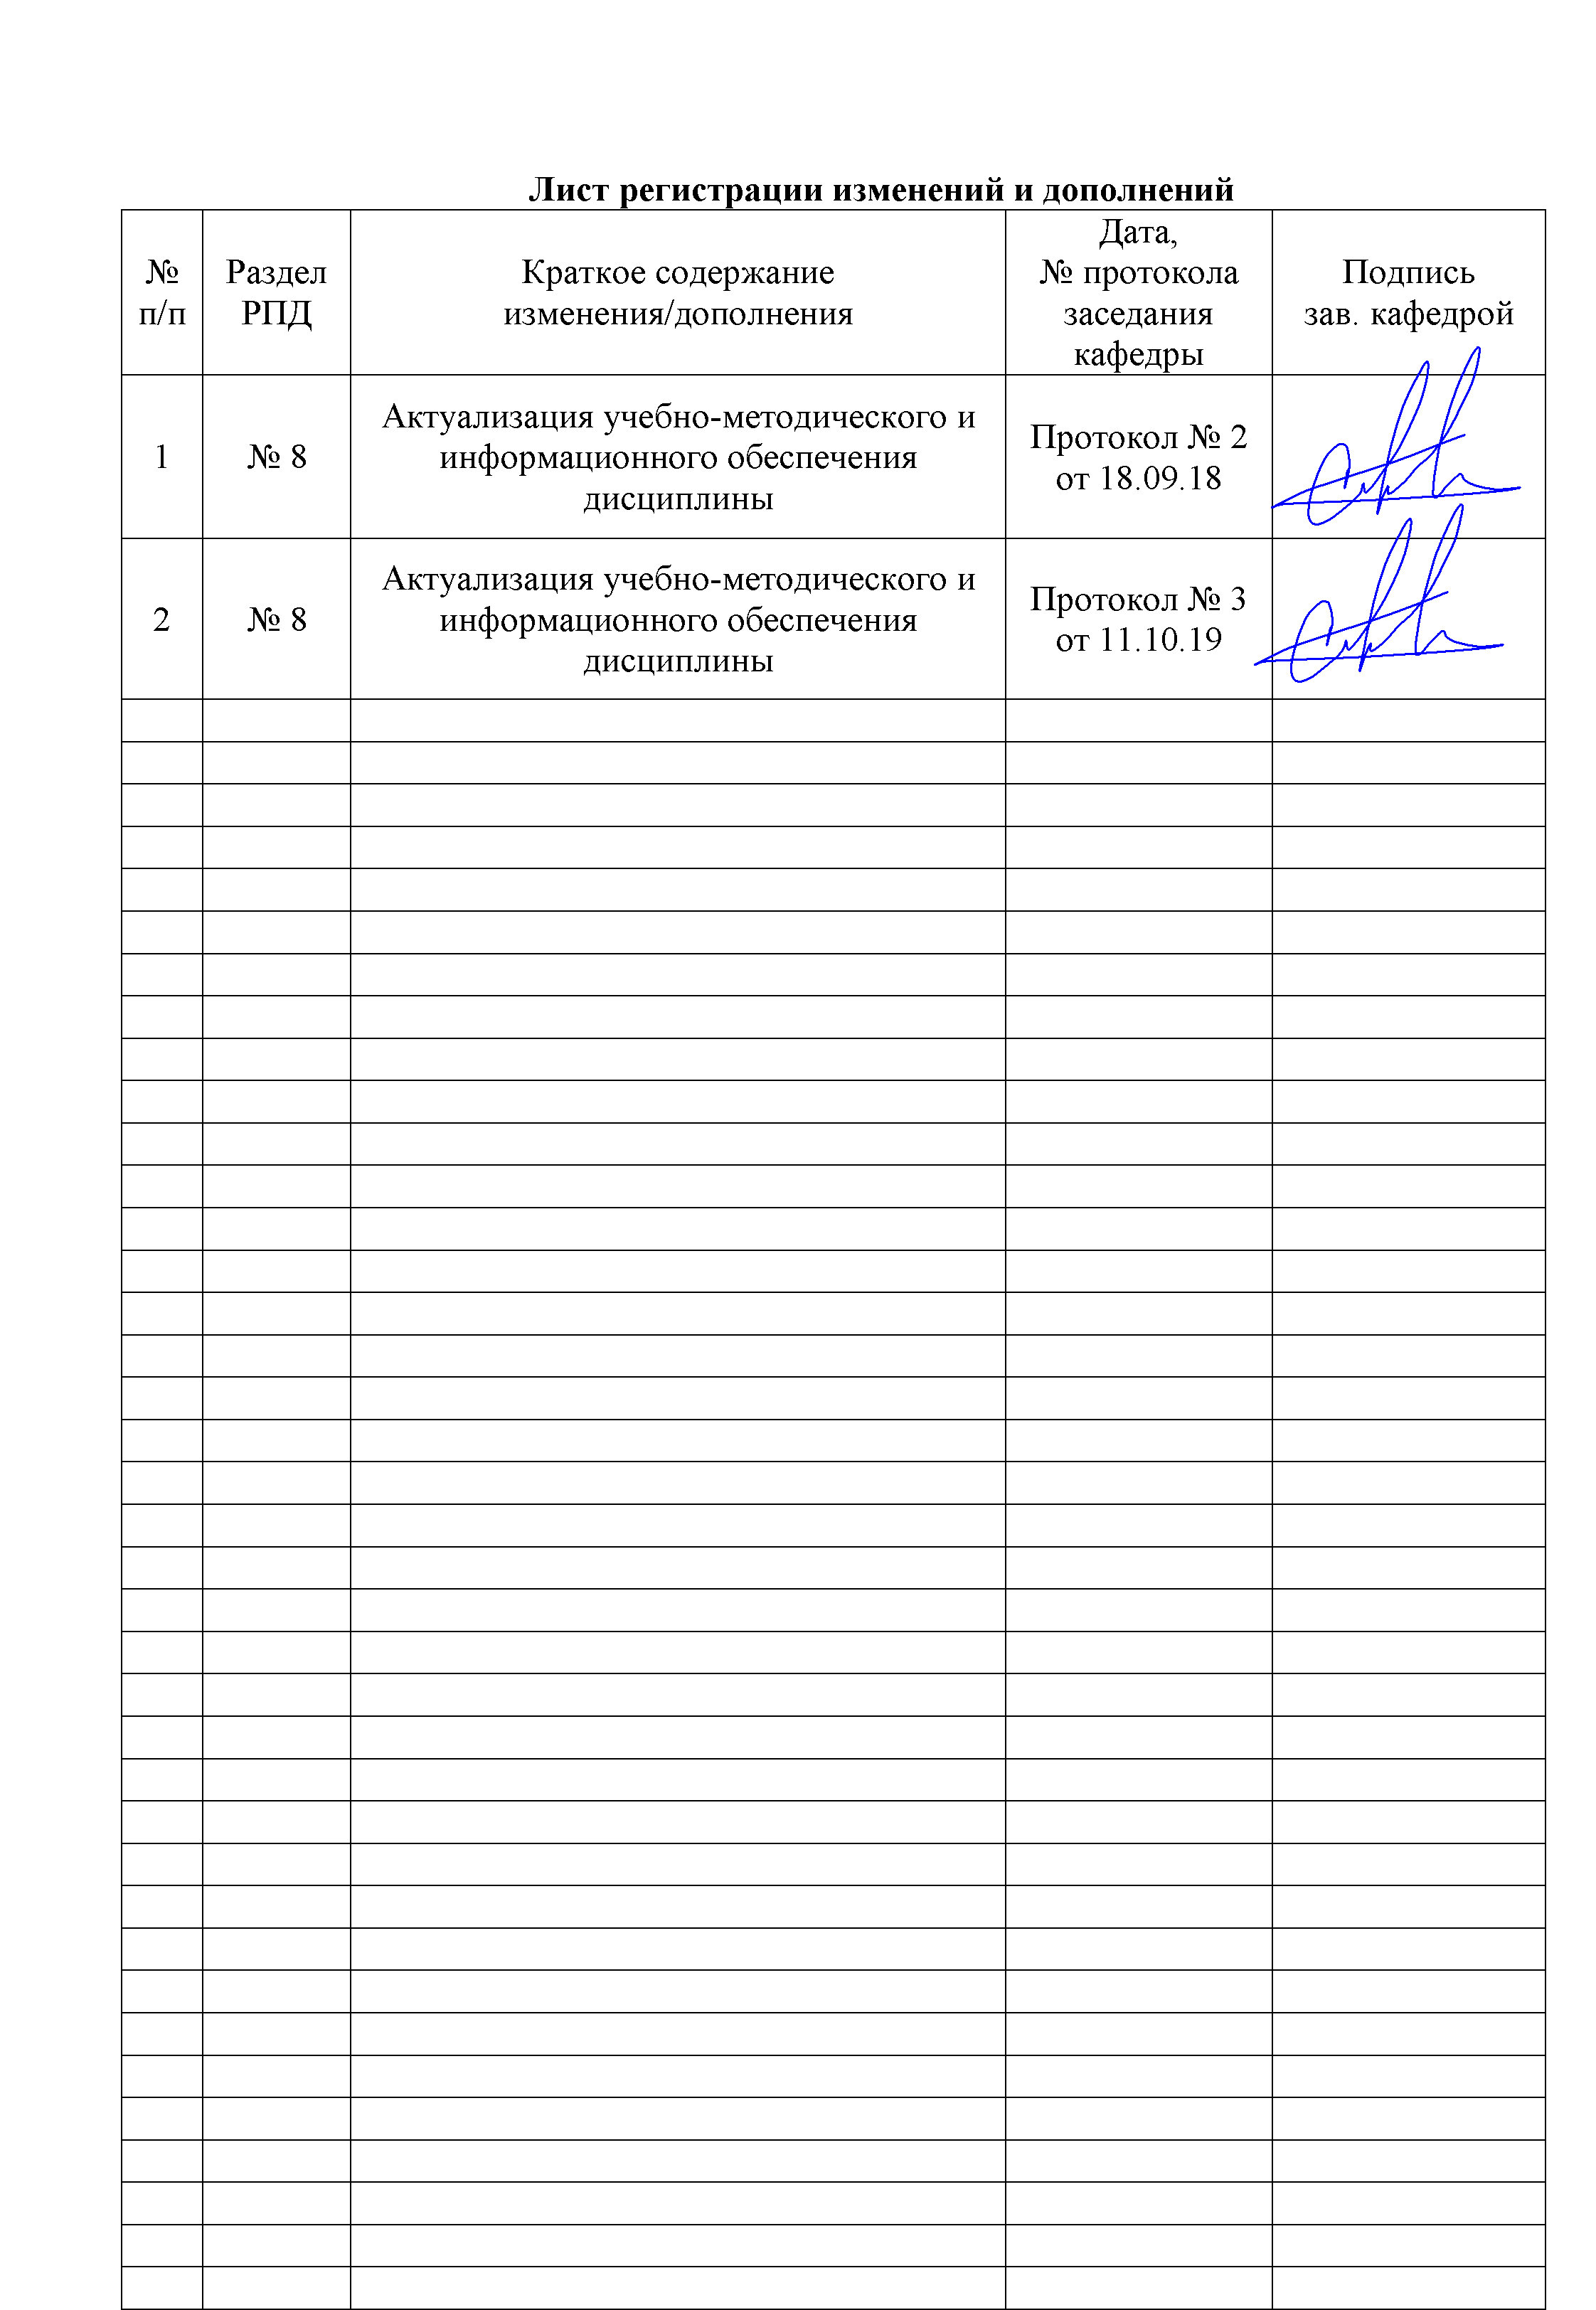 Лист регистрации изменений и дополнений
№
п/п
Раздел
РПД
Краткое содержание
изменения/дополнения
Дата,
№ протокола
заседания
кафедры
Подпись
зав. кафедрой
1
№ 8
Актуализация учебно-методического и
информационного обеспечения
дисциплины
Протокол № 2
от 18.09.18
2
№ 8
Актуализация учебно-методического и
информационного обеспечения
дисциплины
Протокол № 3
от 11.10.19